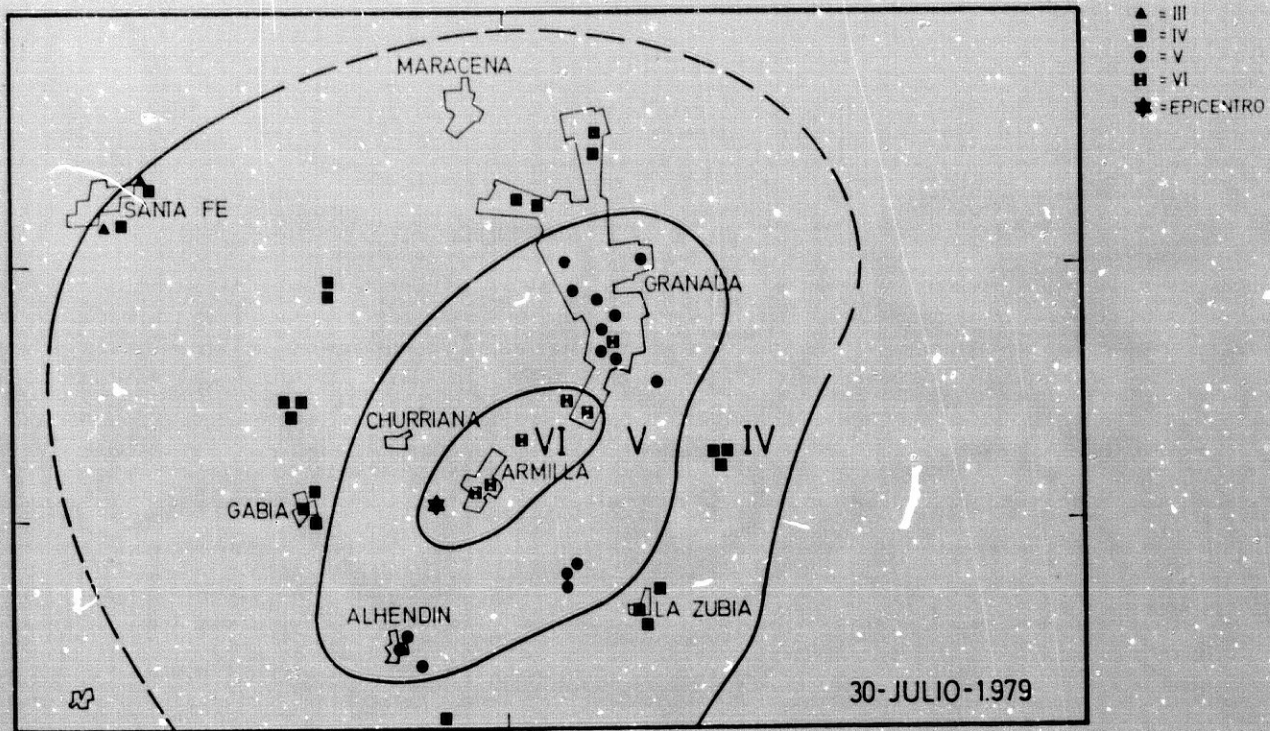 ▲ = III
■ = IV
● = V
H = VI
★ = EPICENTRO
MARACENA
SANTA FE
GRANADA
CHURRIANA
VI V IV
ARMILLA
GABIA
ALHENDIN
LA ZUBIA
30-JULIO-1.979